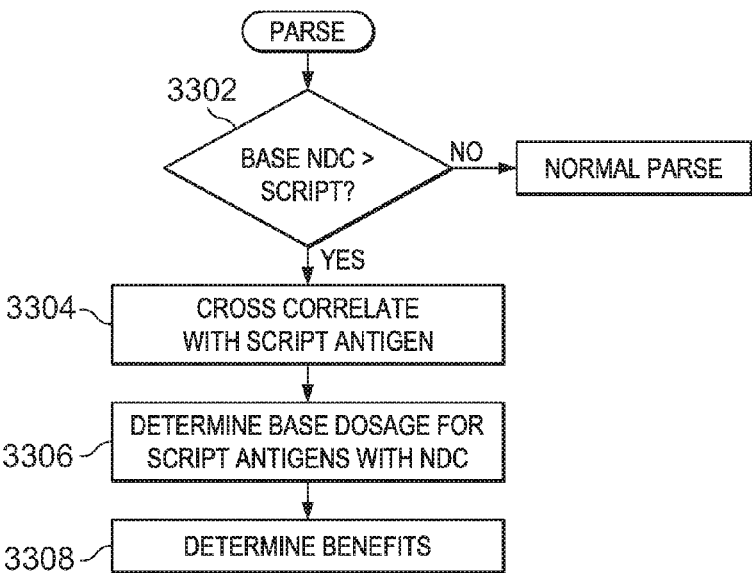 PARSE
3302
BASE NDC >
SCRIPT?
NO
NORMAL PARSE
YES
3304
CROSS CORRELATE
WITH SCRIPT ANTIGEN
3306
DETERMINE BASE DOSAGE FOR
SCRIPT ANTIGENS WITH NDC
3308
DETERMINE BENEFITS